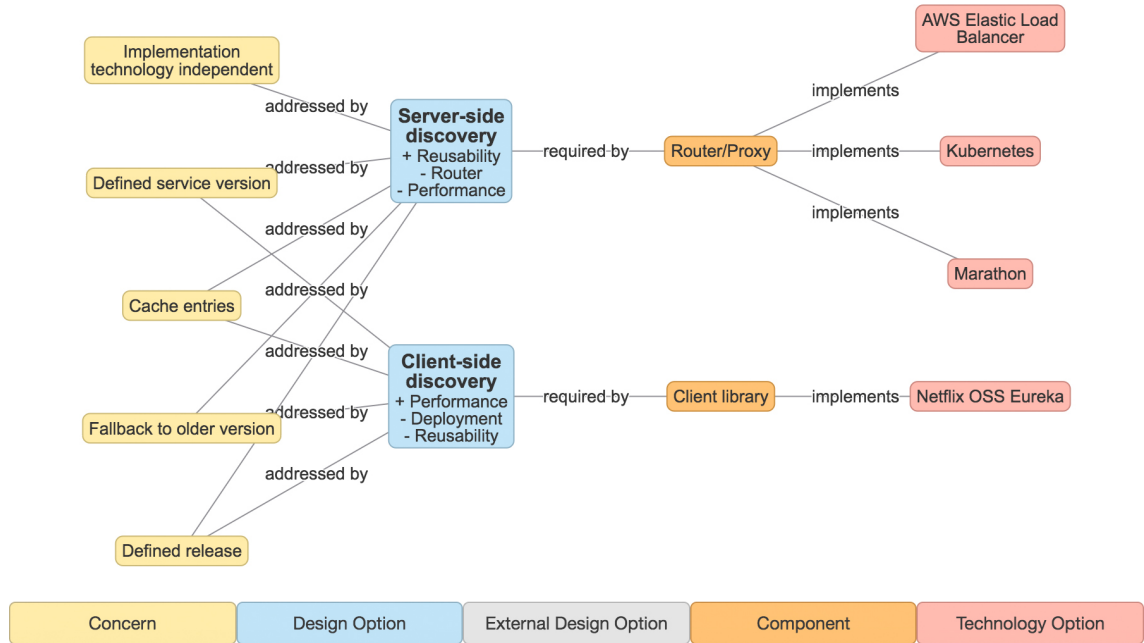 AWS Elastic Load
Balancer
Implementation
technology independent
addressed by
implements
Server-side
discovery
+ Reusability
- Router
- Performance
required by
Router/Proxy
implements
Kubernetes
addressed by
Defined service version
implements
addressed by
Mararthon
addressed by
Cache entries
addressed by
Client-side
discovery
+ Performance
- Deployment
- Reusability
required by
Client library
implements
Netflix OSS Eureka
addressed by
Fallback to older version
addressed by
Defined release
Concern
Design Option
External Design Option
Component
Technology Option